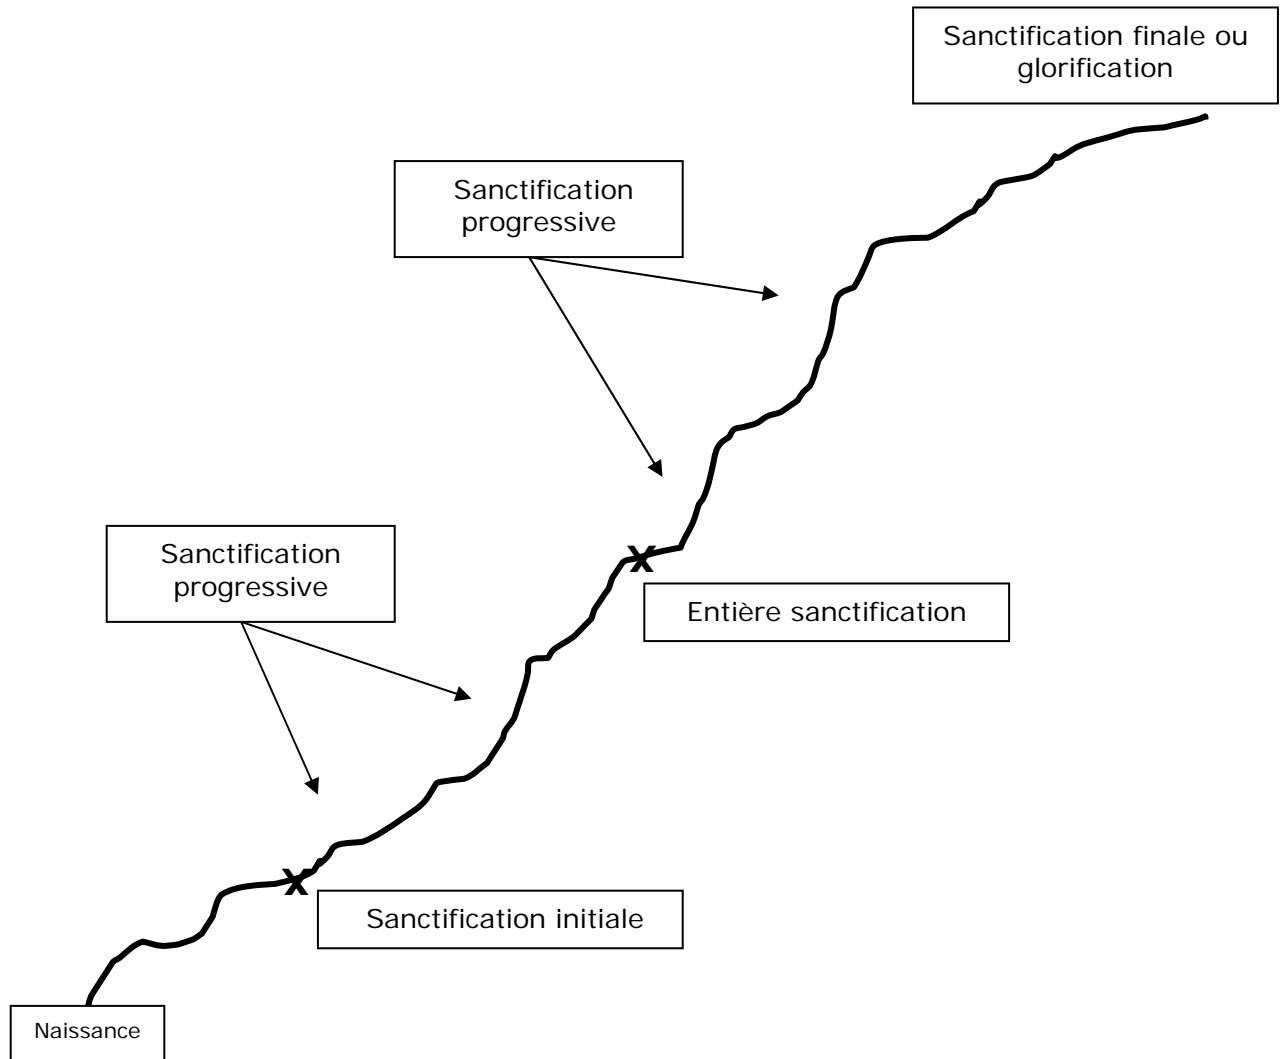 Sanctification finale ou
glorification
Sanctification
progressive
Sanctification
progressive
Entière sanctification
Sanctification initiale
Naissance
X
X